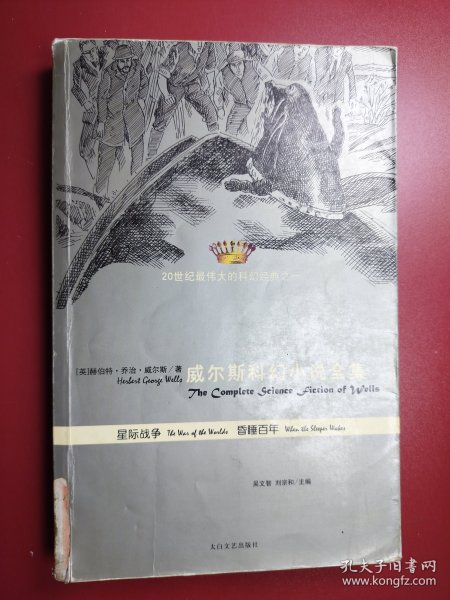 20世纪最伟大的科幻经典之一
[英]赫伯特·乔治·威尔斯/著
Herbert George Wells
威尔斯科幻小说全集
The Complete Science Fiction of Wells
星际战争 The War of the Worlds 昏睡百年 When the Sleeper Wakes
吴文智 刘宗和/主编
太白文艺出版社
孔夫子旧书网
www.kongfz.com